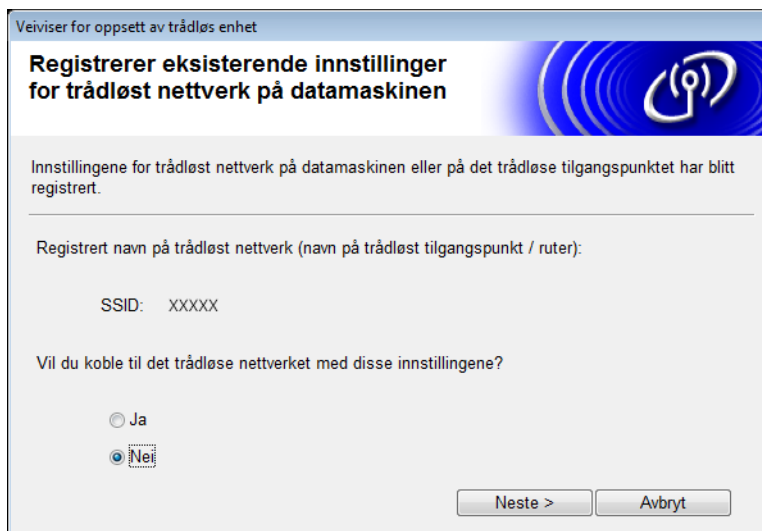 Veiviser for oppsett av trådløs enhet
Registrerer eksisterende innstillinger
for trådløst nettverk på datamaskinen
Innstillingene for trådløst nettverk på datamaskinen eller på det trådløse tilgangspunktet har blitt
registrert.
Registrert navn på trådløst nettverk (navn på trådløst tilgangspunkt / ruter):
SSID: XXXXX
Vil du koble til det trådløse nettverket med disse innstillingene?
Ja
Nei
Neste > Avbryt